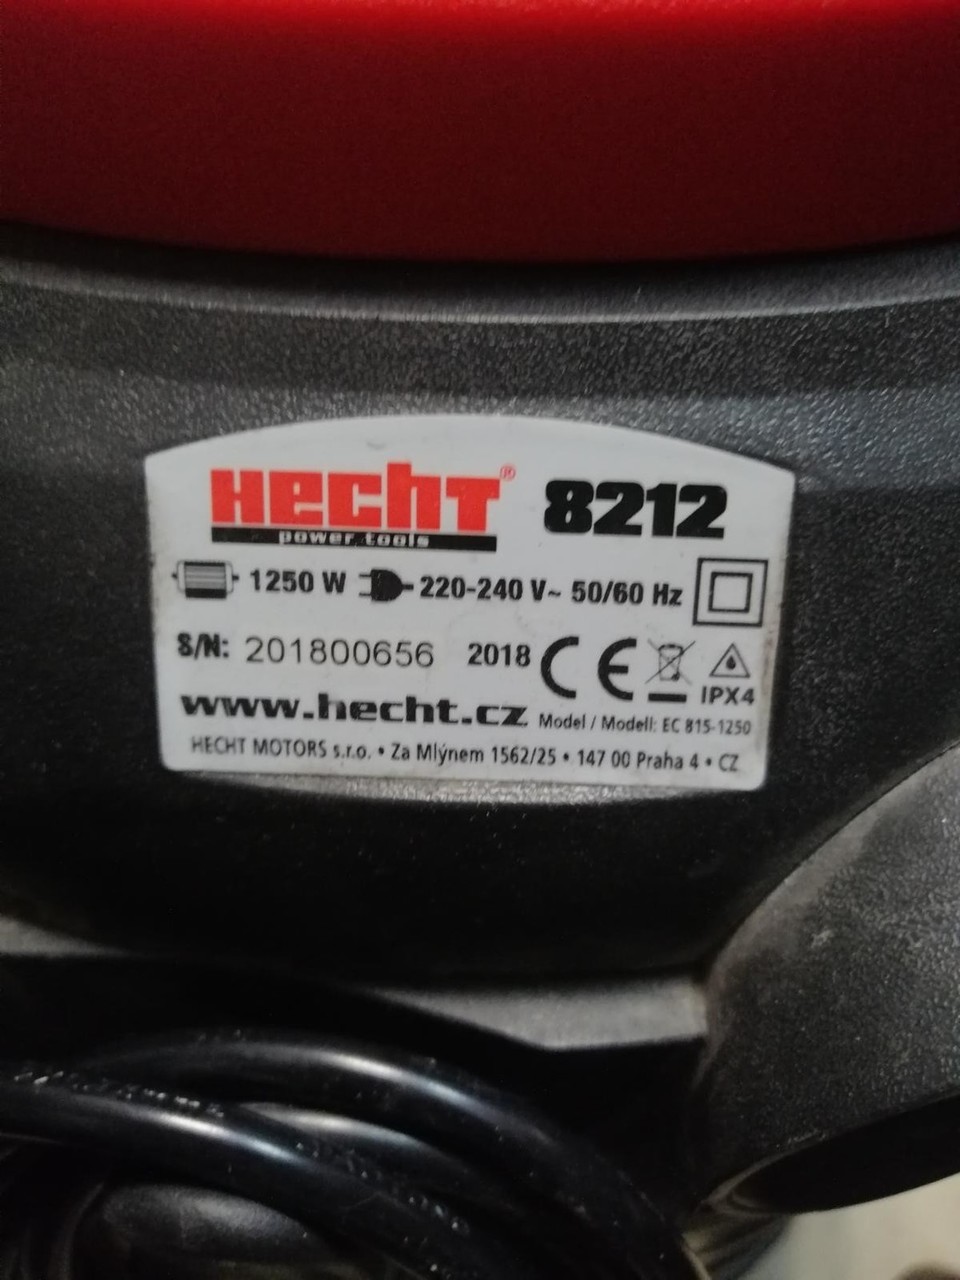 HECHT® 8212
power tools
1250 W 220-240 V~ 50/60 Hz
S/N: 201800656 2018 CE
IPX4
www.hecht.cz Model / Modell: EC 815-1250
HECHT MOTORS s.r.o. • Za Mlýnem 1562/25 • 147 00 Praha 4 • CZ